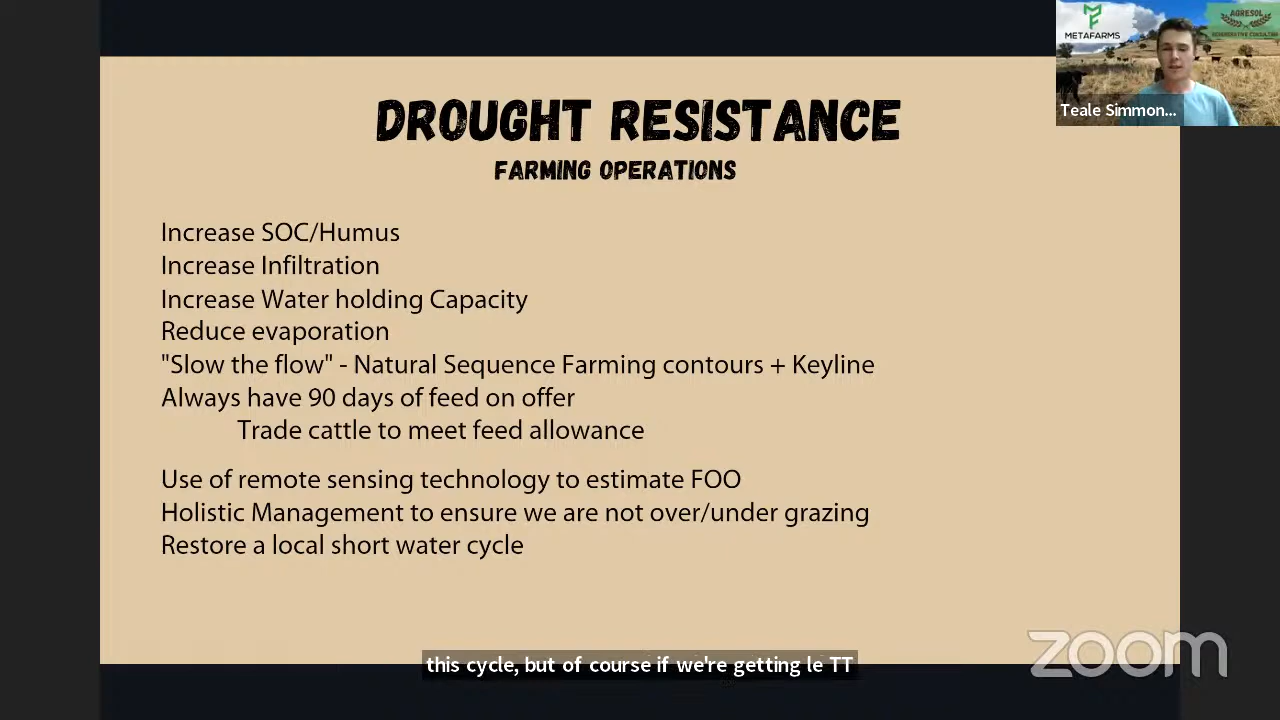 METAFARMS
AGRESOL
REGENERATIVE CONSULTING
Teale Simmon...
DROUGHT RESISTANCE
FARMING OPERATIONS
Increase SOC/Humus
Increase Infiltration
Increase Water holding Capacity
Reduce evaporation
"Slow the flow" - Natural Sequence Farming contours + Keyline
Always have 90 days of feed on offer
Trade cattle to meet feed allowance
Use of remote sensing technology to estimate FOO
Holistic Management to ensure we are not over/under grazing
Restore a local short water cycle
zoom
this cycle, but of course if we're getting le TT